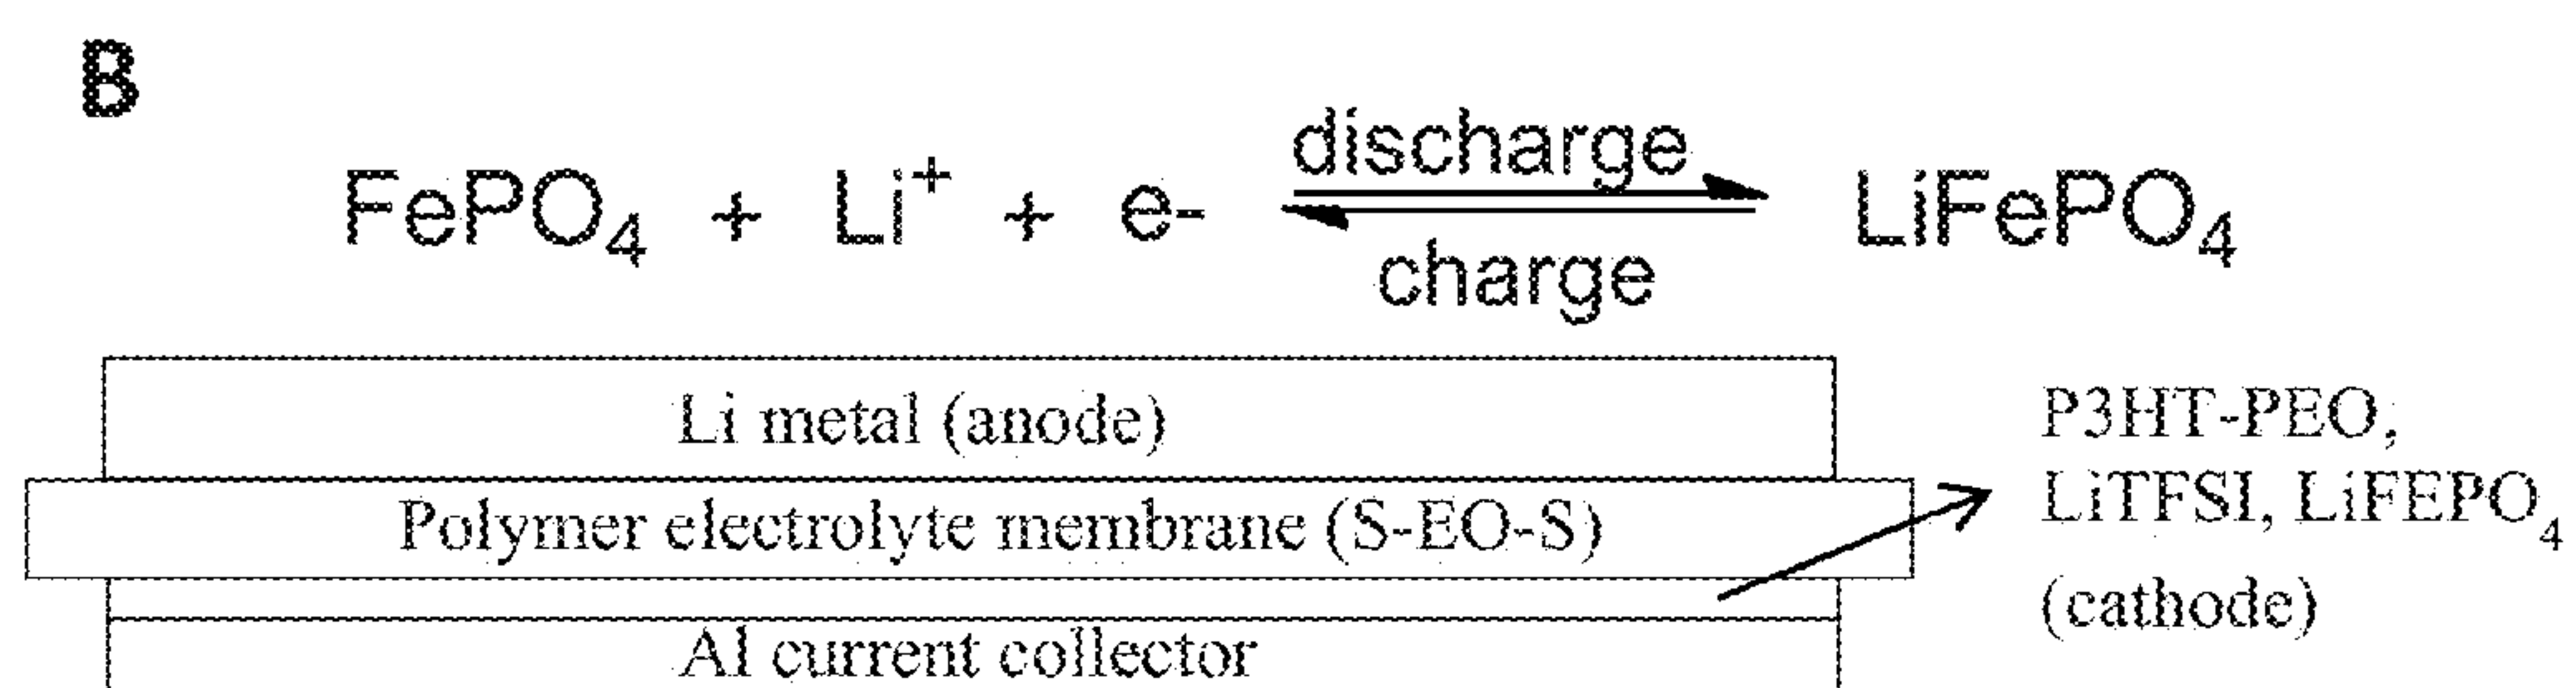 B
discharge
FePO₄ + Li⁺ + e- ⇌ LiFePO₄
charge
Li metal (anode)
Polymer electrolyte membrane (S-EO-S)
Al current collector
P3HT-PEO,
LiTFSI, LiFEPO₄
(cathode)